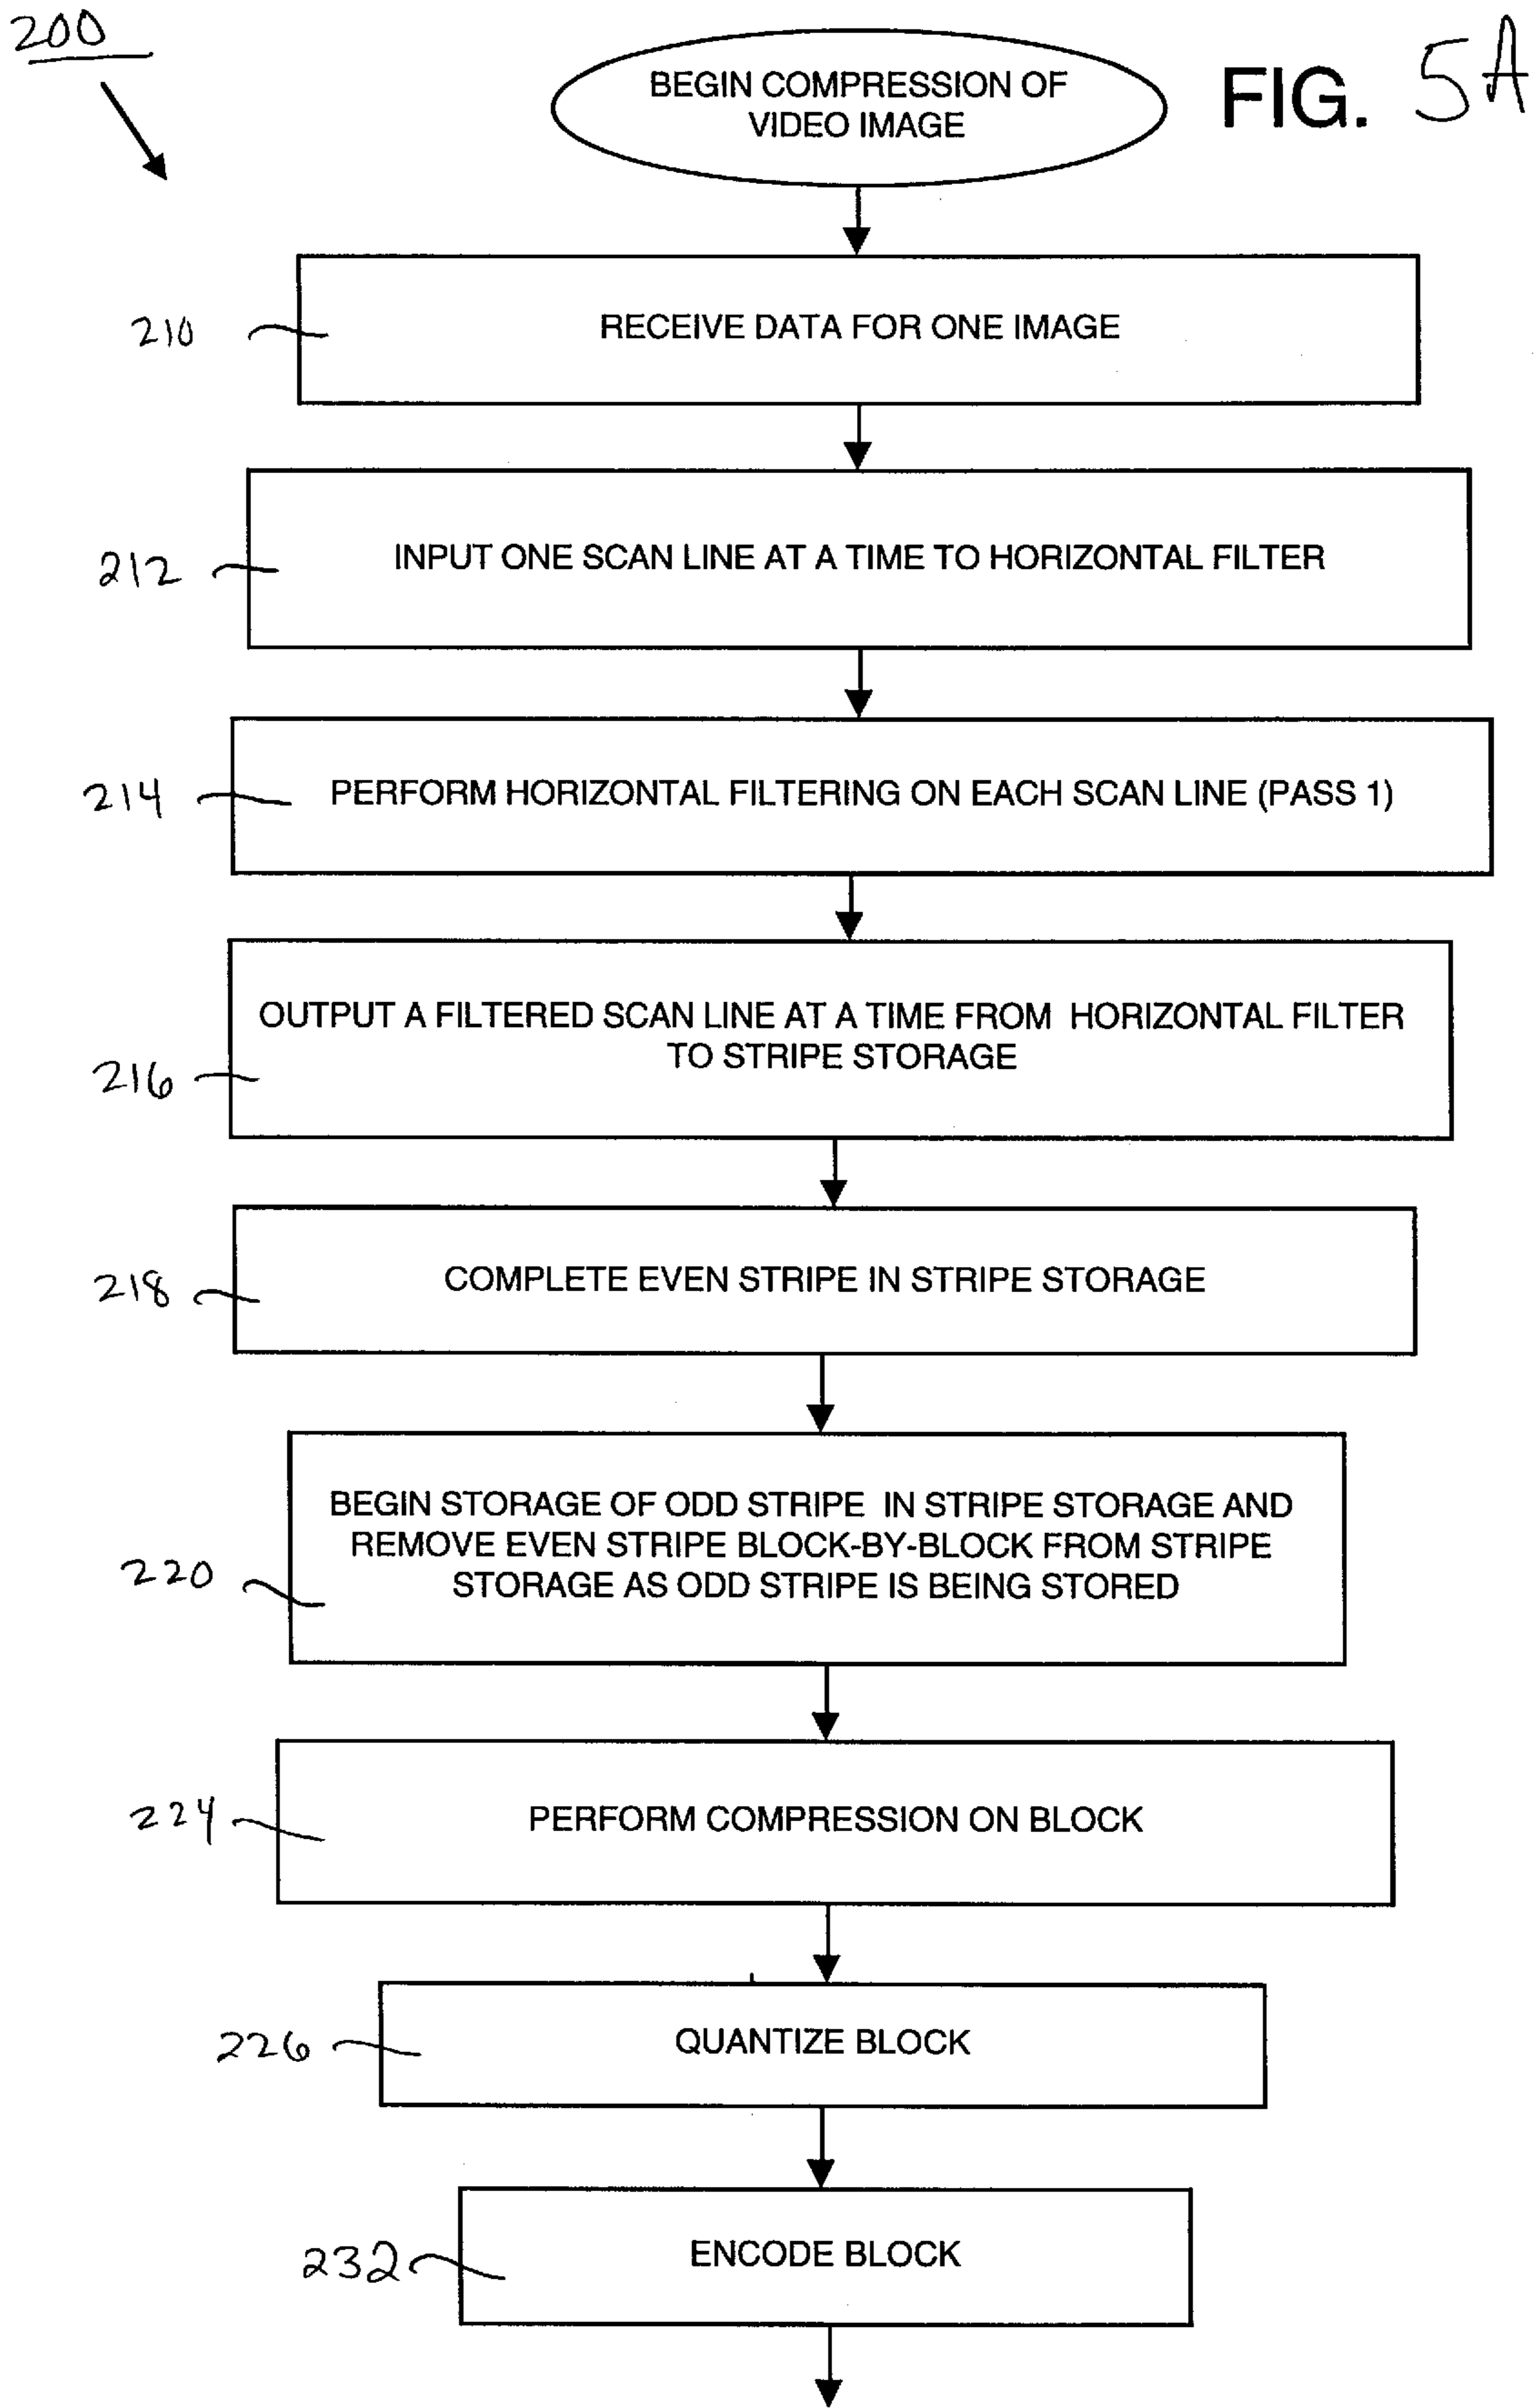 200
BEGIN COMPRESSION OF
VIDEO IMAGE
FIG. 5A
210
RECEIVE DATA FOR ONE IMAGE
212
INPUT ONE SCAN LINE AT A TIME TO HORIZONTAL FILTER
214
PERFORM HORIZONTAL FILTERING ON EACH SCAN LINE (PASS 1)
216
OUTPUT A FILTERED SCAN LINE AT A TIME FROM HORIZONTAL FILTER
TO STRIPE STORAGE
218
COMPLETE EVEN STRIPE IN STRIPE STORAGE
220
BEGIN STORAGE OF ODD STRIPE IN STRIPE STORAGE AND
REMOVE EVEN STRIPE BLOCK-BY-BLOCK FROM STRIPE
STORAGE AS ODD STRIPE IS BEING STORED
224
PERFORM COMPRESSION ON BLOCK
226
QUANTIZE BLOCK
232
ENCODE BLOCK